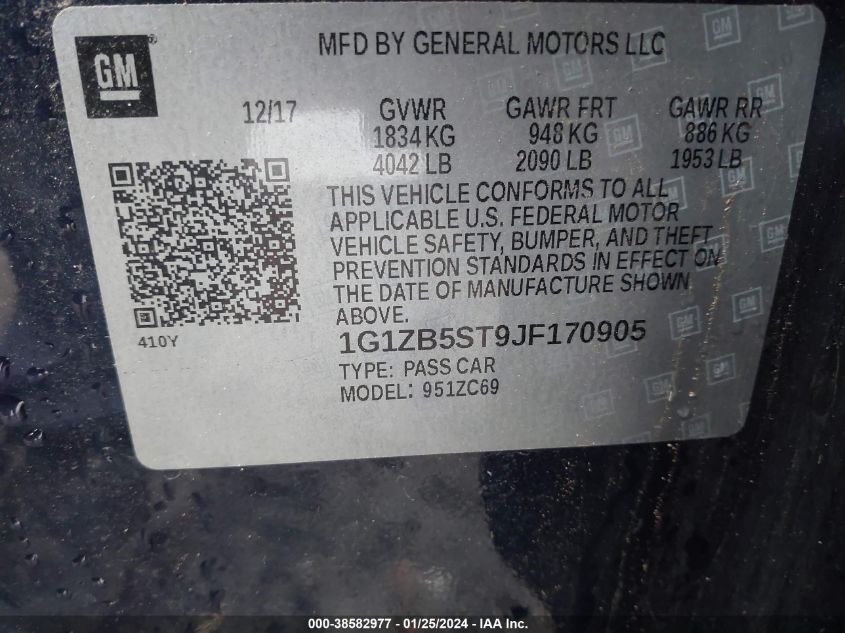 GM
MFD BY GENERAL MOTORS LLC
12/17 GVWR GAWR FRT GAWR RR
1834 KG 948 KG 886 KG
4042 LB 2090 LB 1953 LB
THIS VEHICLE CONFORMS TO ALL
APPLICABLE U.S. FEDERAL MOTOR
VEHICLE SAFETY, BUMPER, AND THEFT
PREVENTION STANDARDS IN EFFECT ON
THE DATE OF MANUFACTURE SHOWN
ABOVE.
410Y
1G1ZB5ST9JF170905
TYPE: PASS CAR
MODEL: 951ZC69
000-38582977 - 01/25/2024 - IAA Inc.